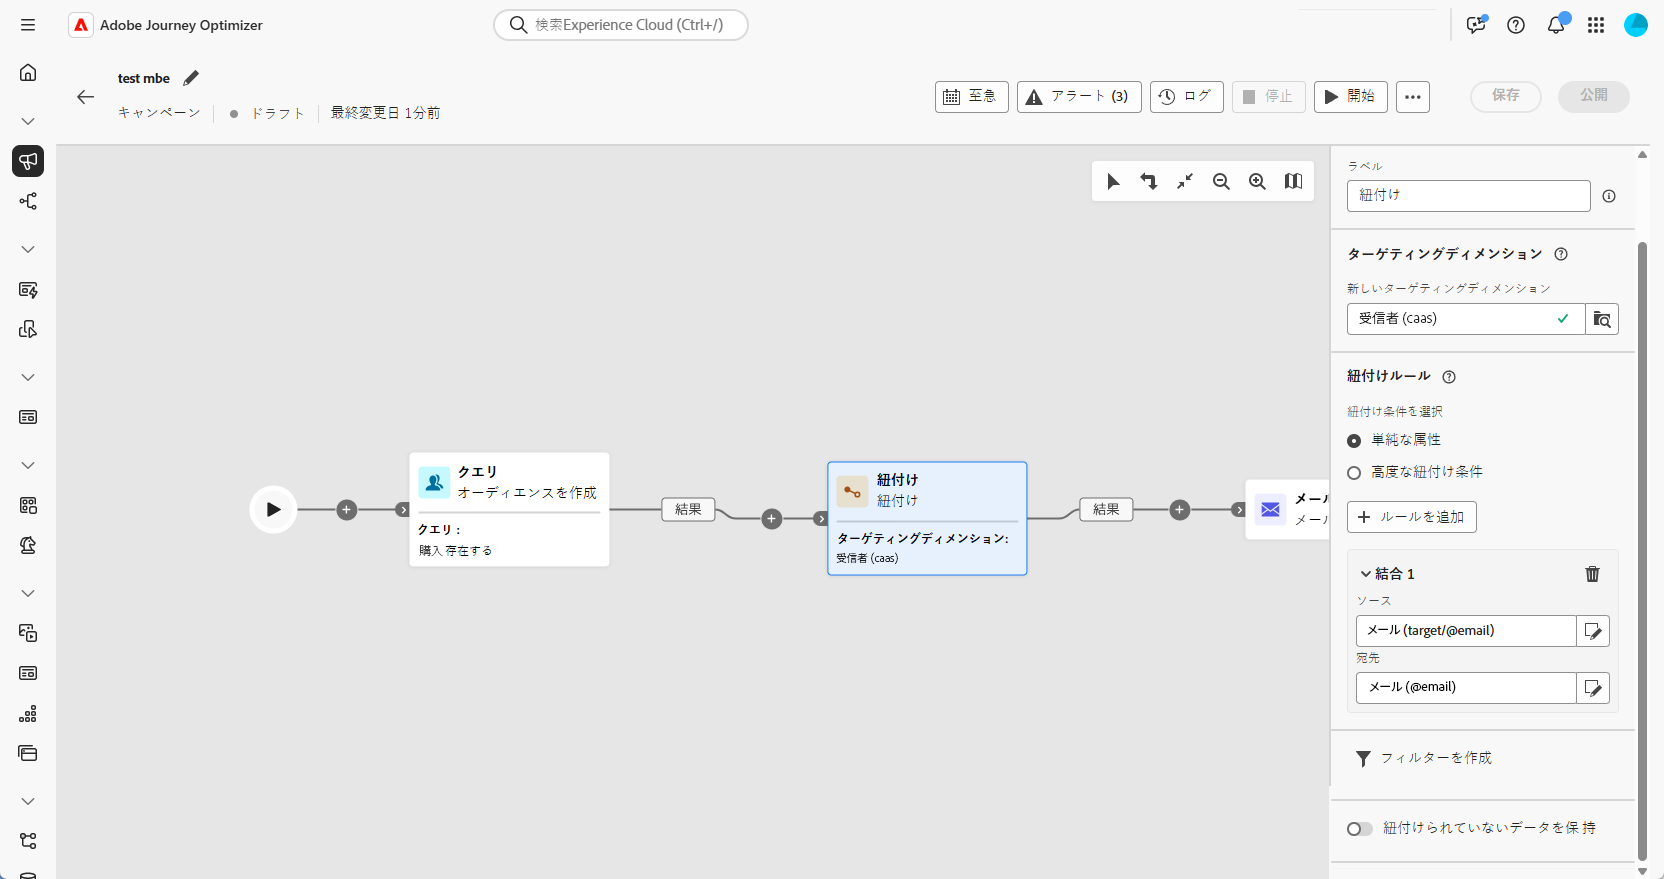 Adobe Journey Optimizer
検索Experience Cloud (Ctrl+/)
test mbe
キャンペーン
ドラフト
最終変更日 1分前
至急
アラート (3)
ログ
停止
開始
保存
公開
クエリ
オーディエンスを作成
クエリ：
購入 存在する
結果
紐付け
紐付け
ターゲティングディメンション:
受信者 (caas)
結果
メール
メール
ラベル
紐付け
ターゲティングディメンション
新しいターゲティングディメンション
受信者 (caas)
紐付けルール
紐付け条件を選択
単純な属性
高度な紐付け条件
ルールを追加
結合 1
ソース
メール (target/@email)
宛先
メール (@email)
フィルターを作成
紐付けられていないデータを保 持